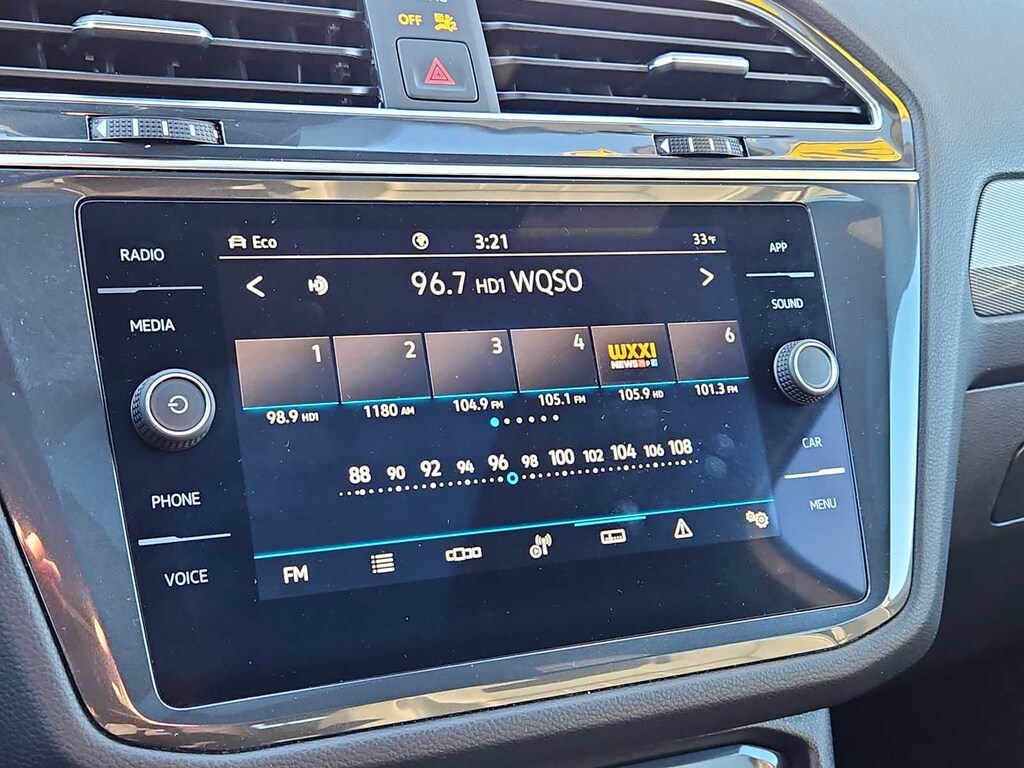 OFF
RADIO
MEDIA
PHONE
VOICE
Eco 3:21 33°F
96.7 HD1 WQSO
1 2 3 4 WXXI 6
NEWS
98.9 HD1 1180 AM 104.9 FM 105.1 FM 105.9 HD 101.3 FM
88 90 92 94 96 98 100 102 104 106 108
FM
APP
SOUND
CAR
MENU